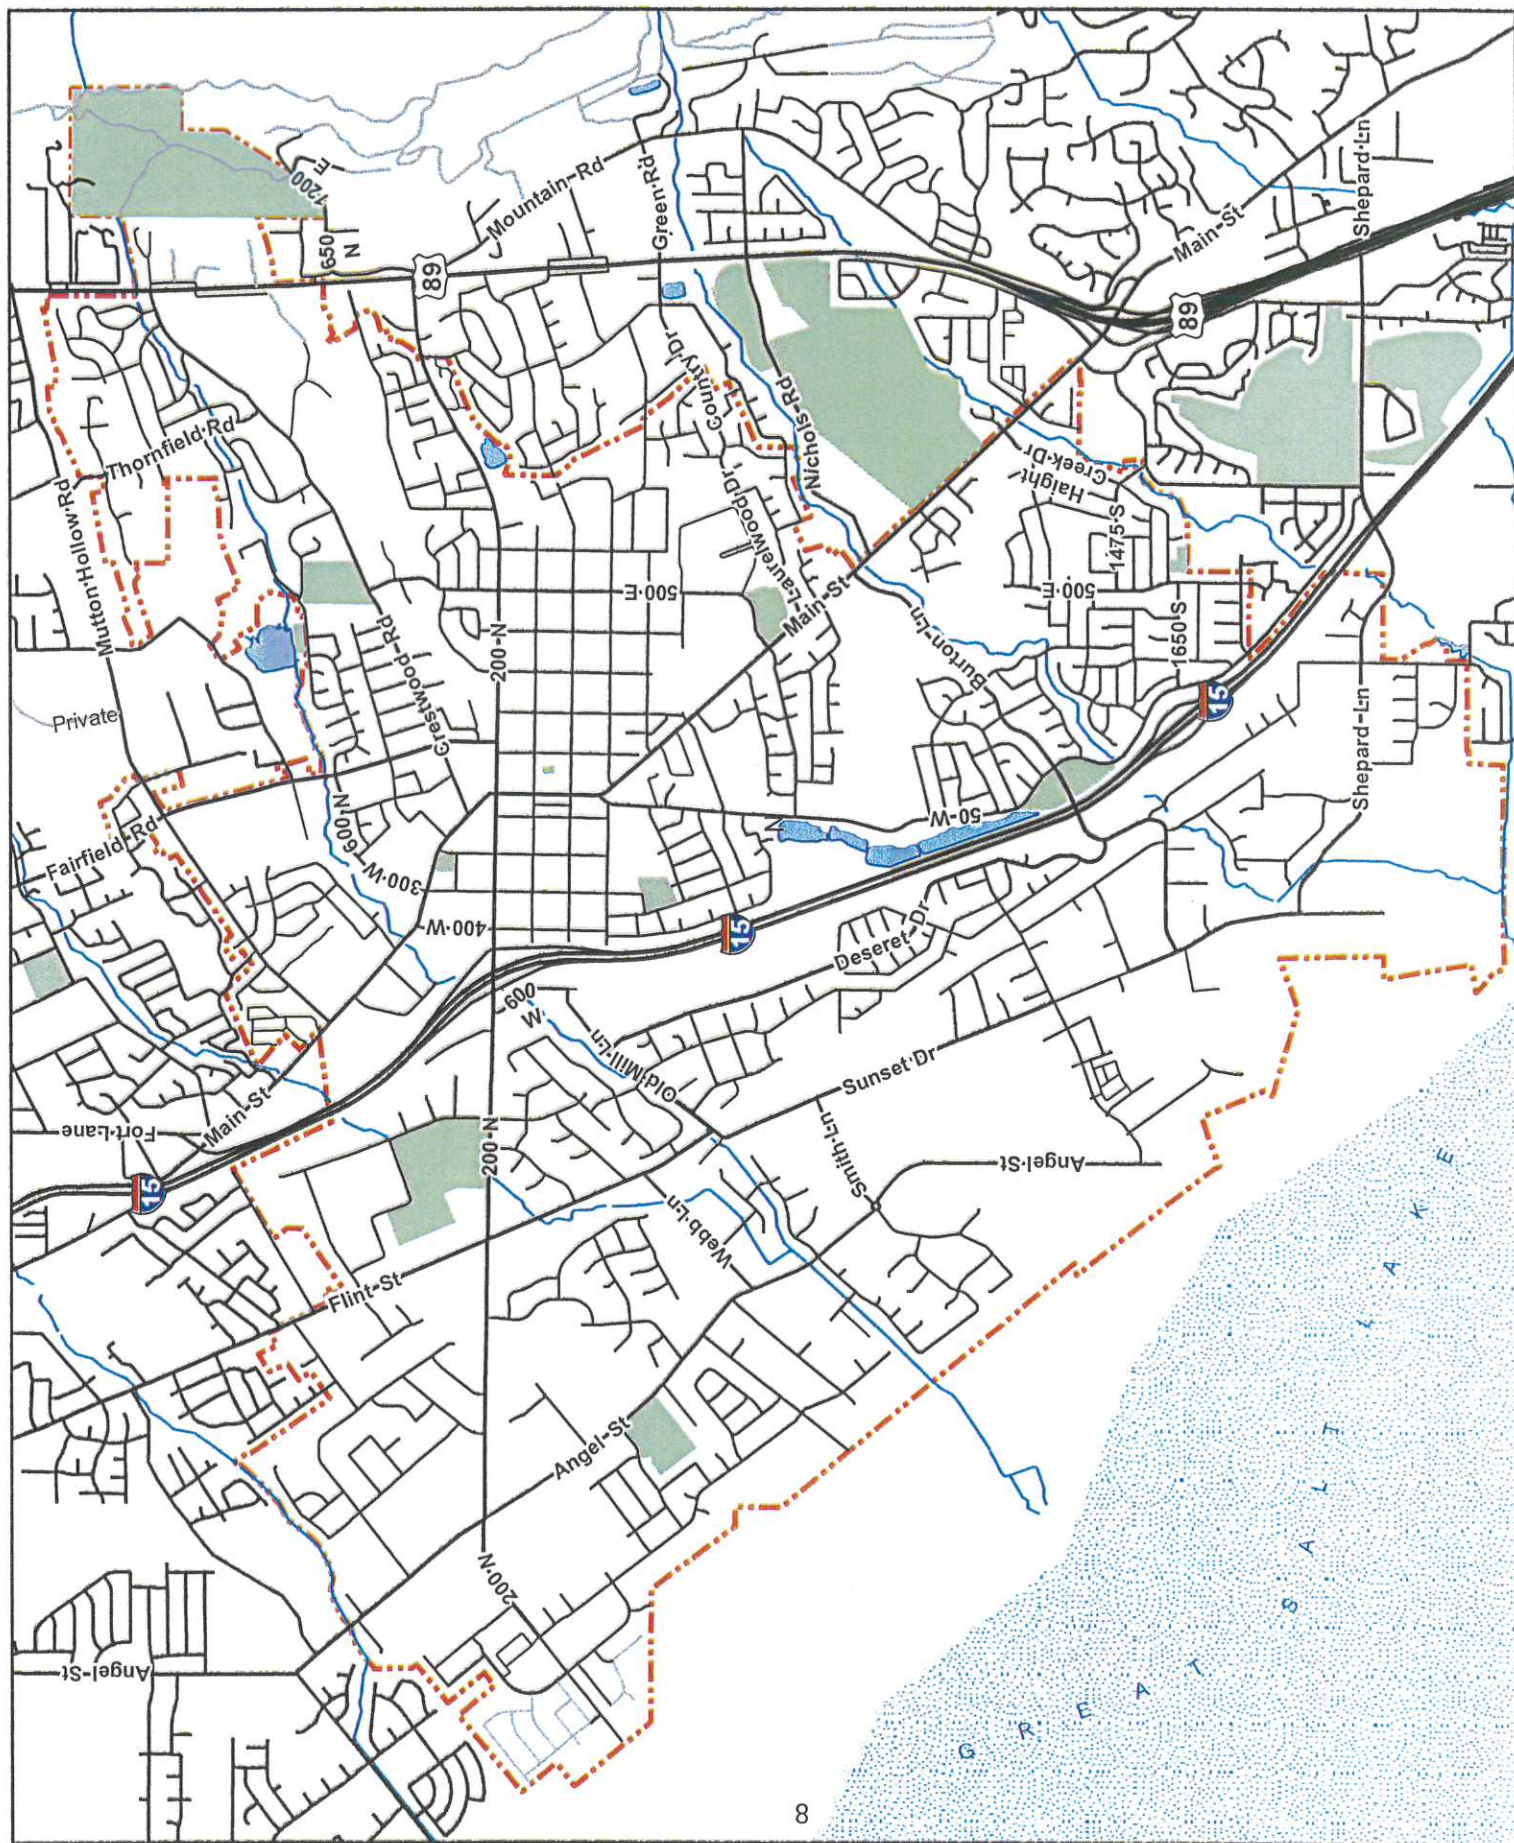 1200
E
650
N
Mountain Rd
Green Rd
Main St
Shepard Ln
89
89
Thornfield Rd
Mutton Hollow Rd
Country Dr
Nichols Rd
Laurelwood Dr
Haight
Creek Dr
1475 S
500 E
500 E
Main St
Crestwood Rd
200 N
Burton Ln
1650 S
15
Private
Shepard Ln
Fairfield Rd
600 N
300 W
400 W
50 W
15
Deseret Dr
600
W
Old Mill Ln
Sunset Dr
Fort Lane
Main St
200 N
Smith Ln
Angel St
15
Webb Ln
Flint St
Angel St
200 N
Angel St
GREAT SALT LAKE
8